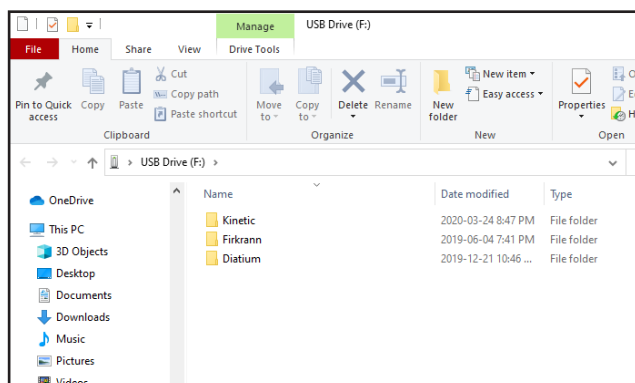 Manage
USB Drive (F:)
File
Home
Share
View
Drive Tools
Pin to Quick access
Copy
Paste
Cut
Copy path
Paste shortcut
Move to
Copy to
Delete
Rename
New folder
New item
Easy access
Properties
Clipboard
Organize
New
Open
USB Drive (F:)
OneDrive
This PC
3D Objects
Desktop
Documents
Downloads
Music
Pictures
Videos
Name Date modified Type
Kinetic 2020-03-24 8:47 PM File folder
Firkrann 2019-06-04 7:41 PM File folder
Diatium 2019-12-21 10:46 ... File folder